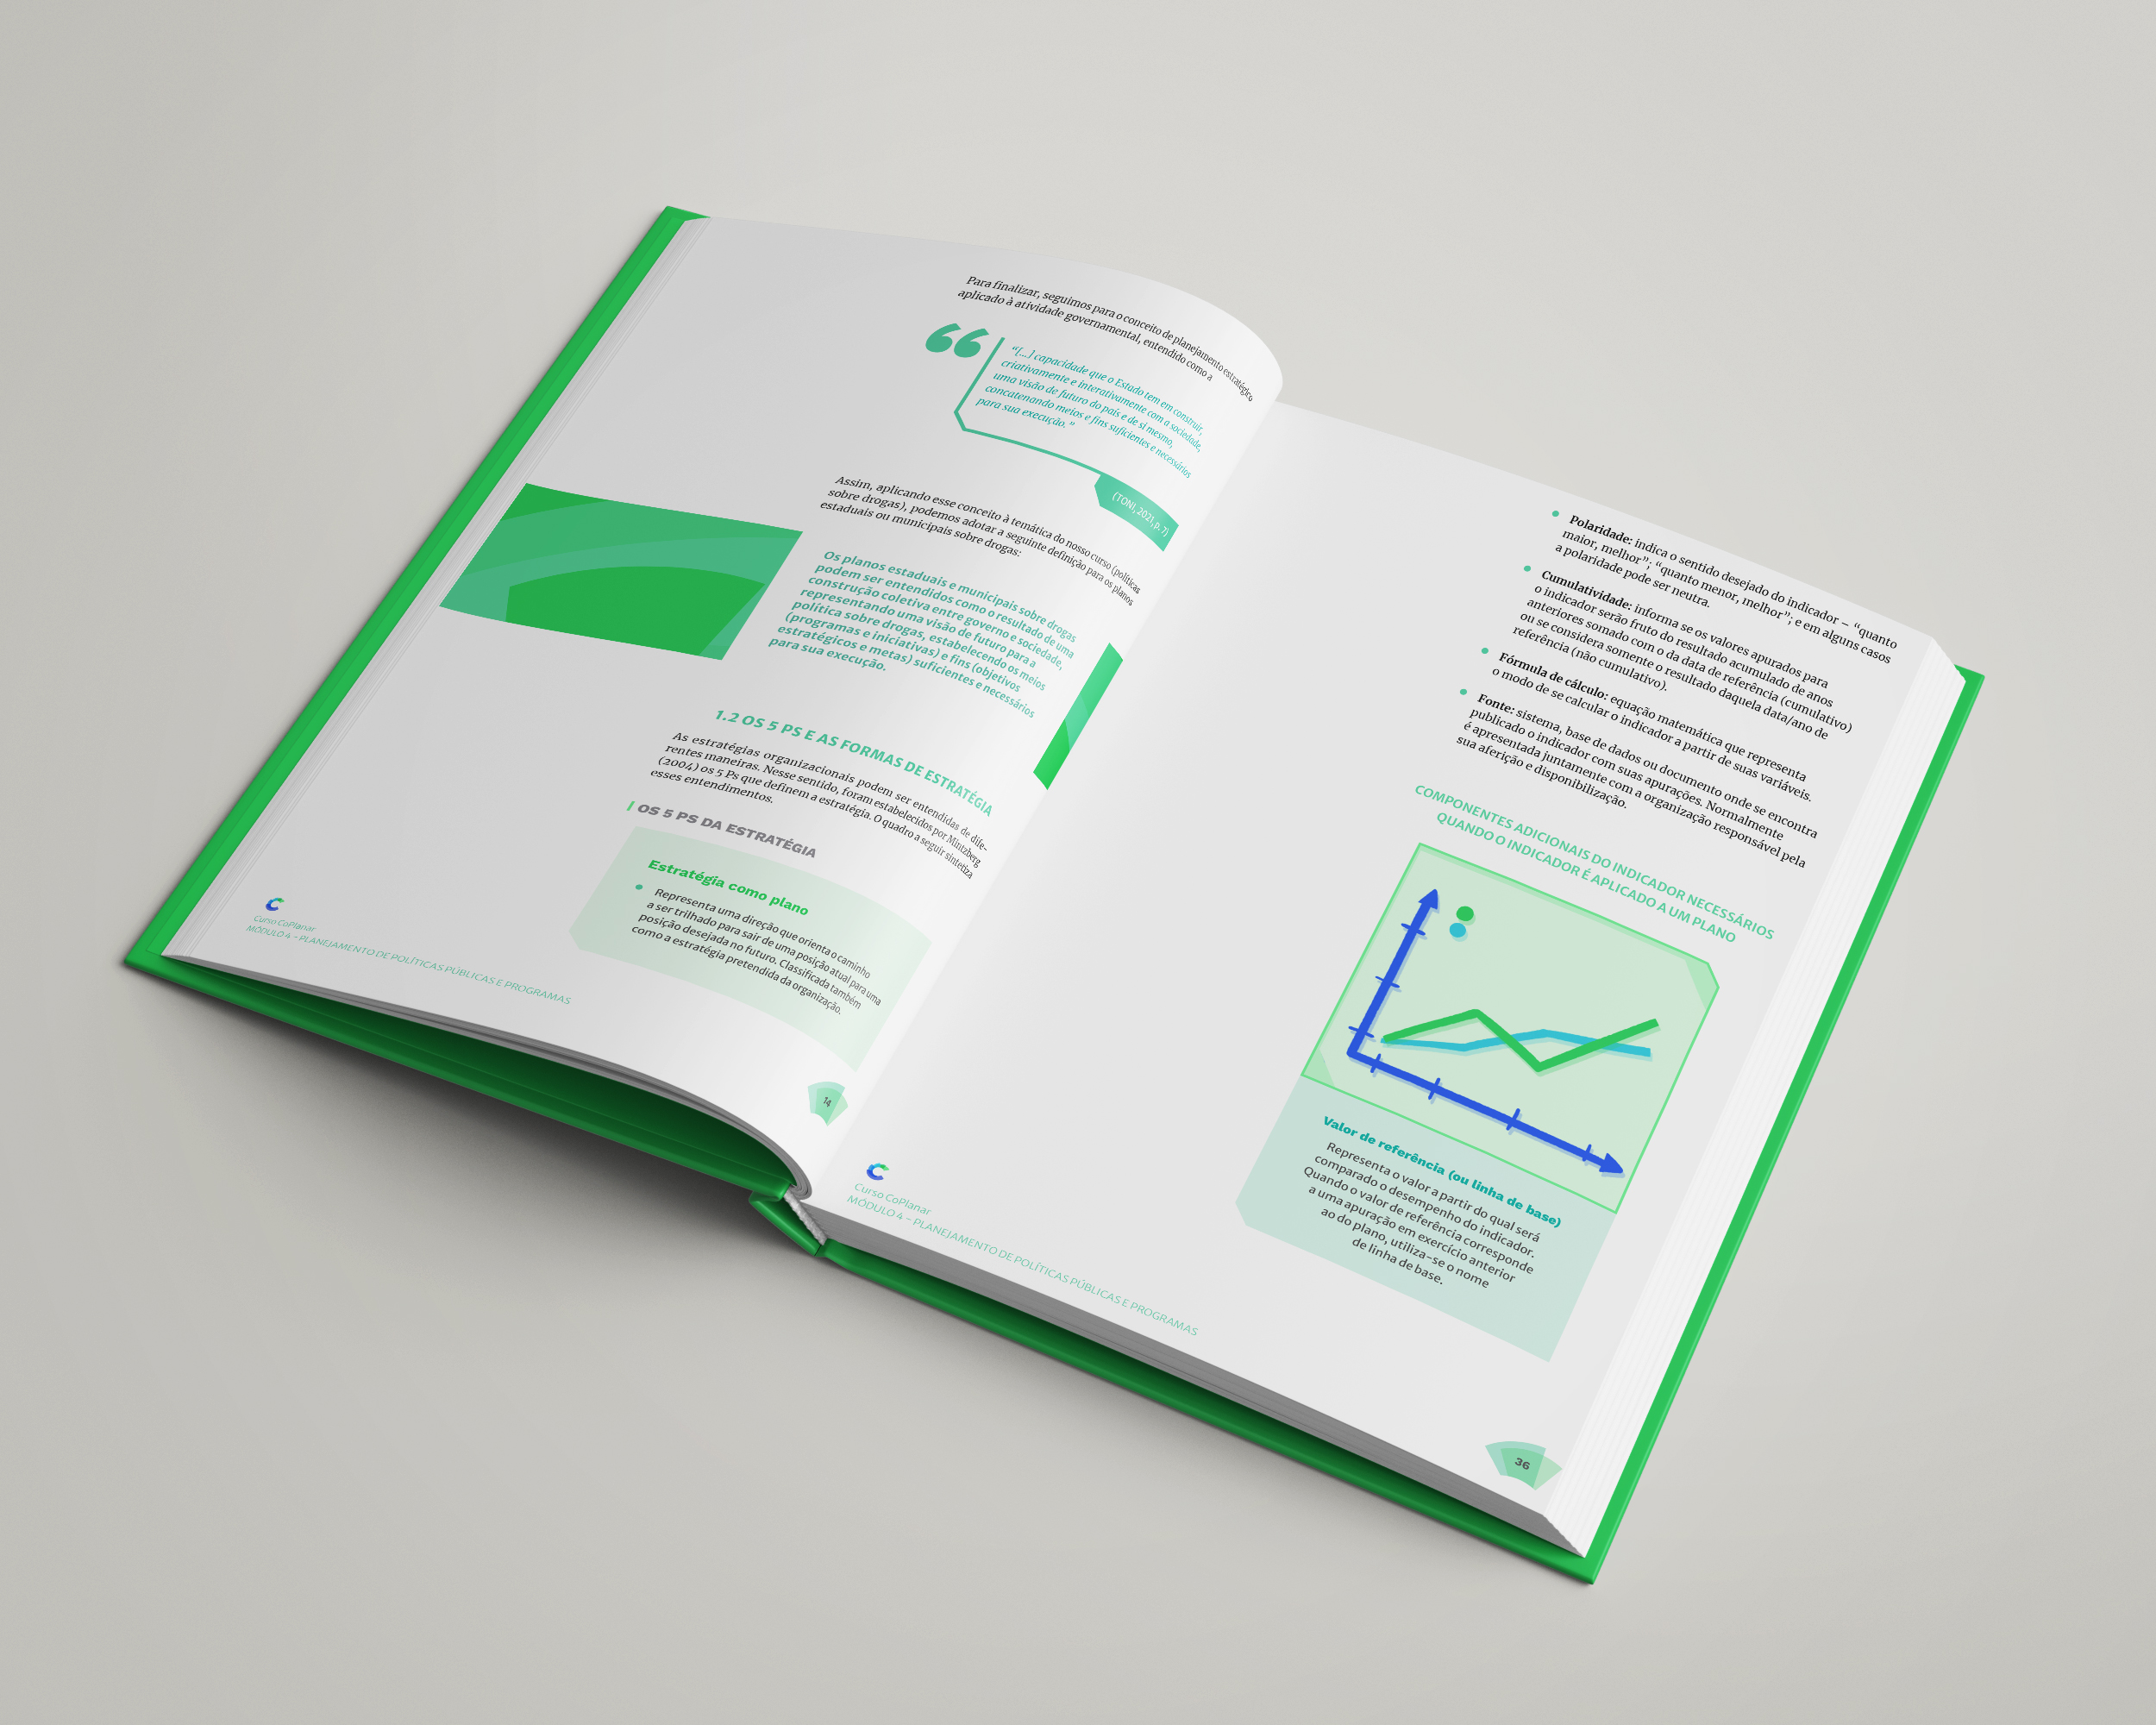 Para finalizar, seguimos para o conceito de planejamento estratégico
aplicado à atividade governamental, entendido como a
“[...] capacidade que o Estado tem em construir,
criativamente e interativamente com a sociedade,
uma visão de futuro do país e de si mesmo,
concatenando meios e fins suficientes e necessários
para sua execução.”
(TONI, 2021, p. 7)
Assim, aplicando esse conceito à temática do nosso curso (políticas
sobre drogas), podemos adotar a seguinte definição para os planos
estaduais ou municipais sobre drogas:
Os planos estaduais e municipais sobre drogas
podem ser entendidos como o resultado de uma
construção coletiva entre governo e sociedade,
representando uma visão de futuro para a
política sobre drogas, estabelecendo os meios
(programas e iniciativas) e fins (objetivos
estratégicos e metas) suficientes e necessários
para sua execução.
1.2 OS 5 PS E AS FORMAS DE ESTRATÉGIA
As estratégias organizacionais podem ser entendidas de dife-
rentes maneiras. Nesse sentido, foram estabelecidos por Mintzberg
(2004) os 5 Ps que definem a estratégia. O quadro a seguir sintetiza
esses entendimentos.
OS 5 PS DA ESTRATÉGIA
Estratégia como plano
Representa uma direção que orienta o caminho
a ser trilhado para sair de uma posição atual para uma
posição desejada no futuro. Classificada também
como a estratégia pretendida da organização.
Curso CoPlanar
MÓDULO 4 – PLANEJAMENTO DE POLÍTICAS PÚBLICAS E PROGRAMAS
14
Polaridade: indica o sentido desejado do indicador – “quanto
maior, melhor”; “quanto menor, melhor”; e em alguns casos
a polaridade pode ser neutra.
Cumulatividade: informa se os valores apurados para
o indicador serão fruto do resultado acumulado de anos
anteriores somado com o da data de referência (cumulativo)
ou se considera somente o resultado daquela data/ano de
referência (não cumulativo).
Fórmula de cálculo: equação matemática que representa
o modo de se calcular o indicador a partir de suas variáveis.
Fonte: sistema, base de dados ou documento onde se encontra
publicado o indicador com suas apurações. Normalmente
é apresentada juntamente com a organização responsável pela
sua aferição e disponibilização.
COMPONENTES ADICIONAIS DO INDICADOR NECESSÁRIOS
QUANDO O INDICADOR É APLICADO A UM PLANO
Valor de referência (ou linha de base)
Representa o valor a partir do qual será
comparado o desempenho do indicador.
Quando o valor de referência corresponde
a uma apuração em exercício anterior
ao do plano, utiliza-se o nome
de linha de base.
Curso CoPlanar
MÓDULO 4 – PLANEJAMENTO DE POLÍTICAS PÚBLICAS E PROGRAMAS
36